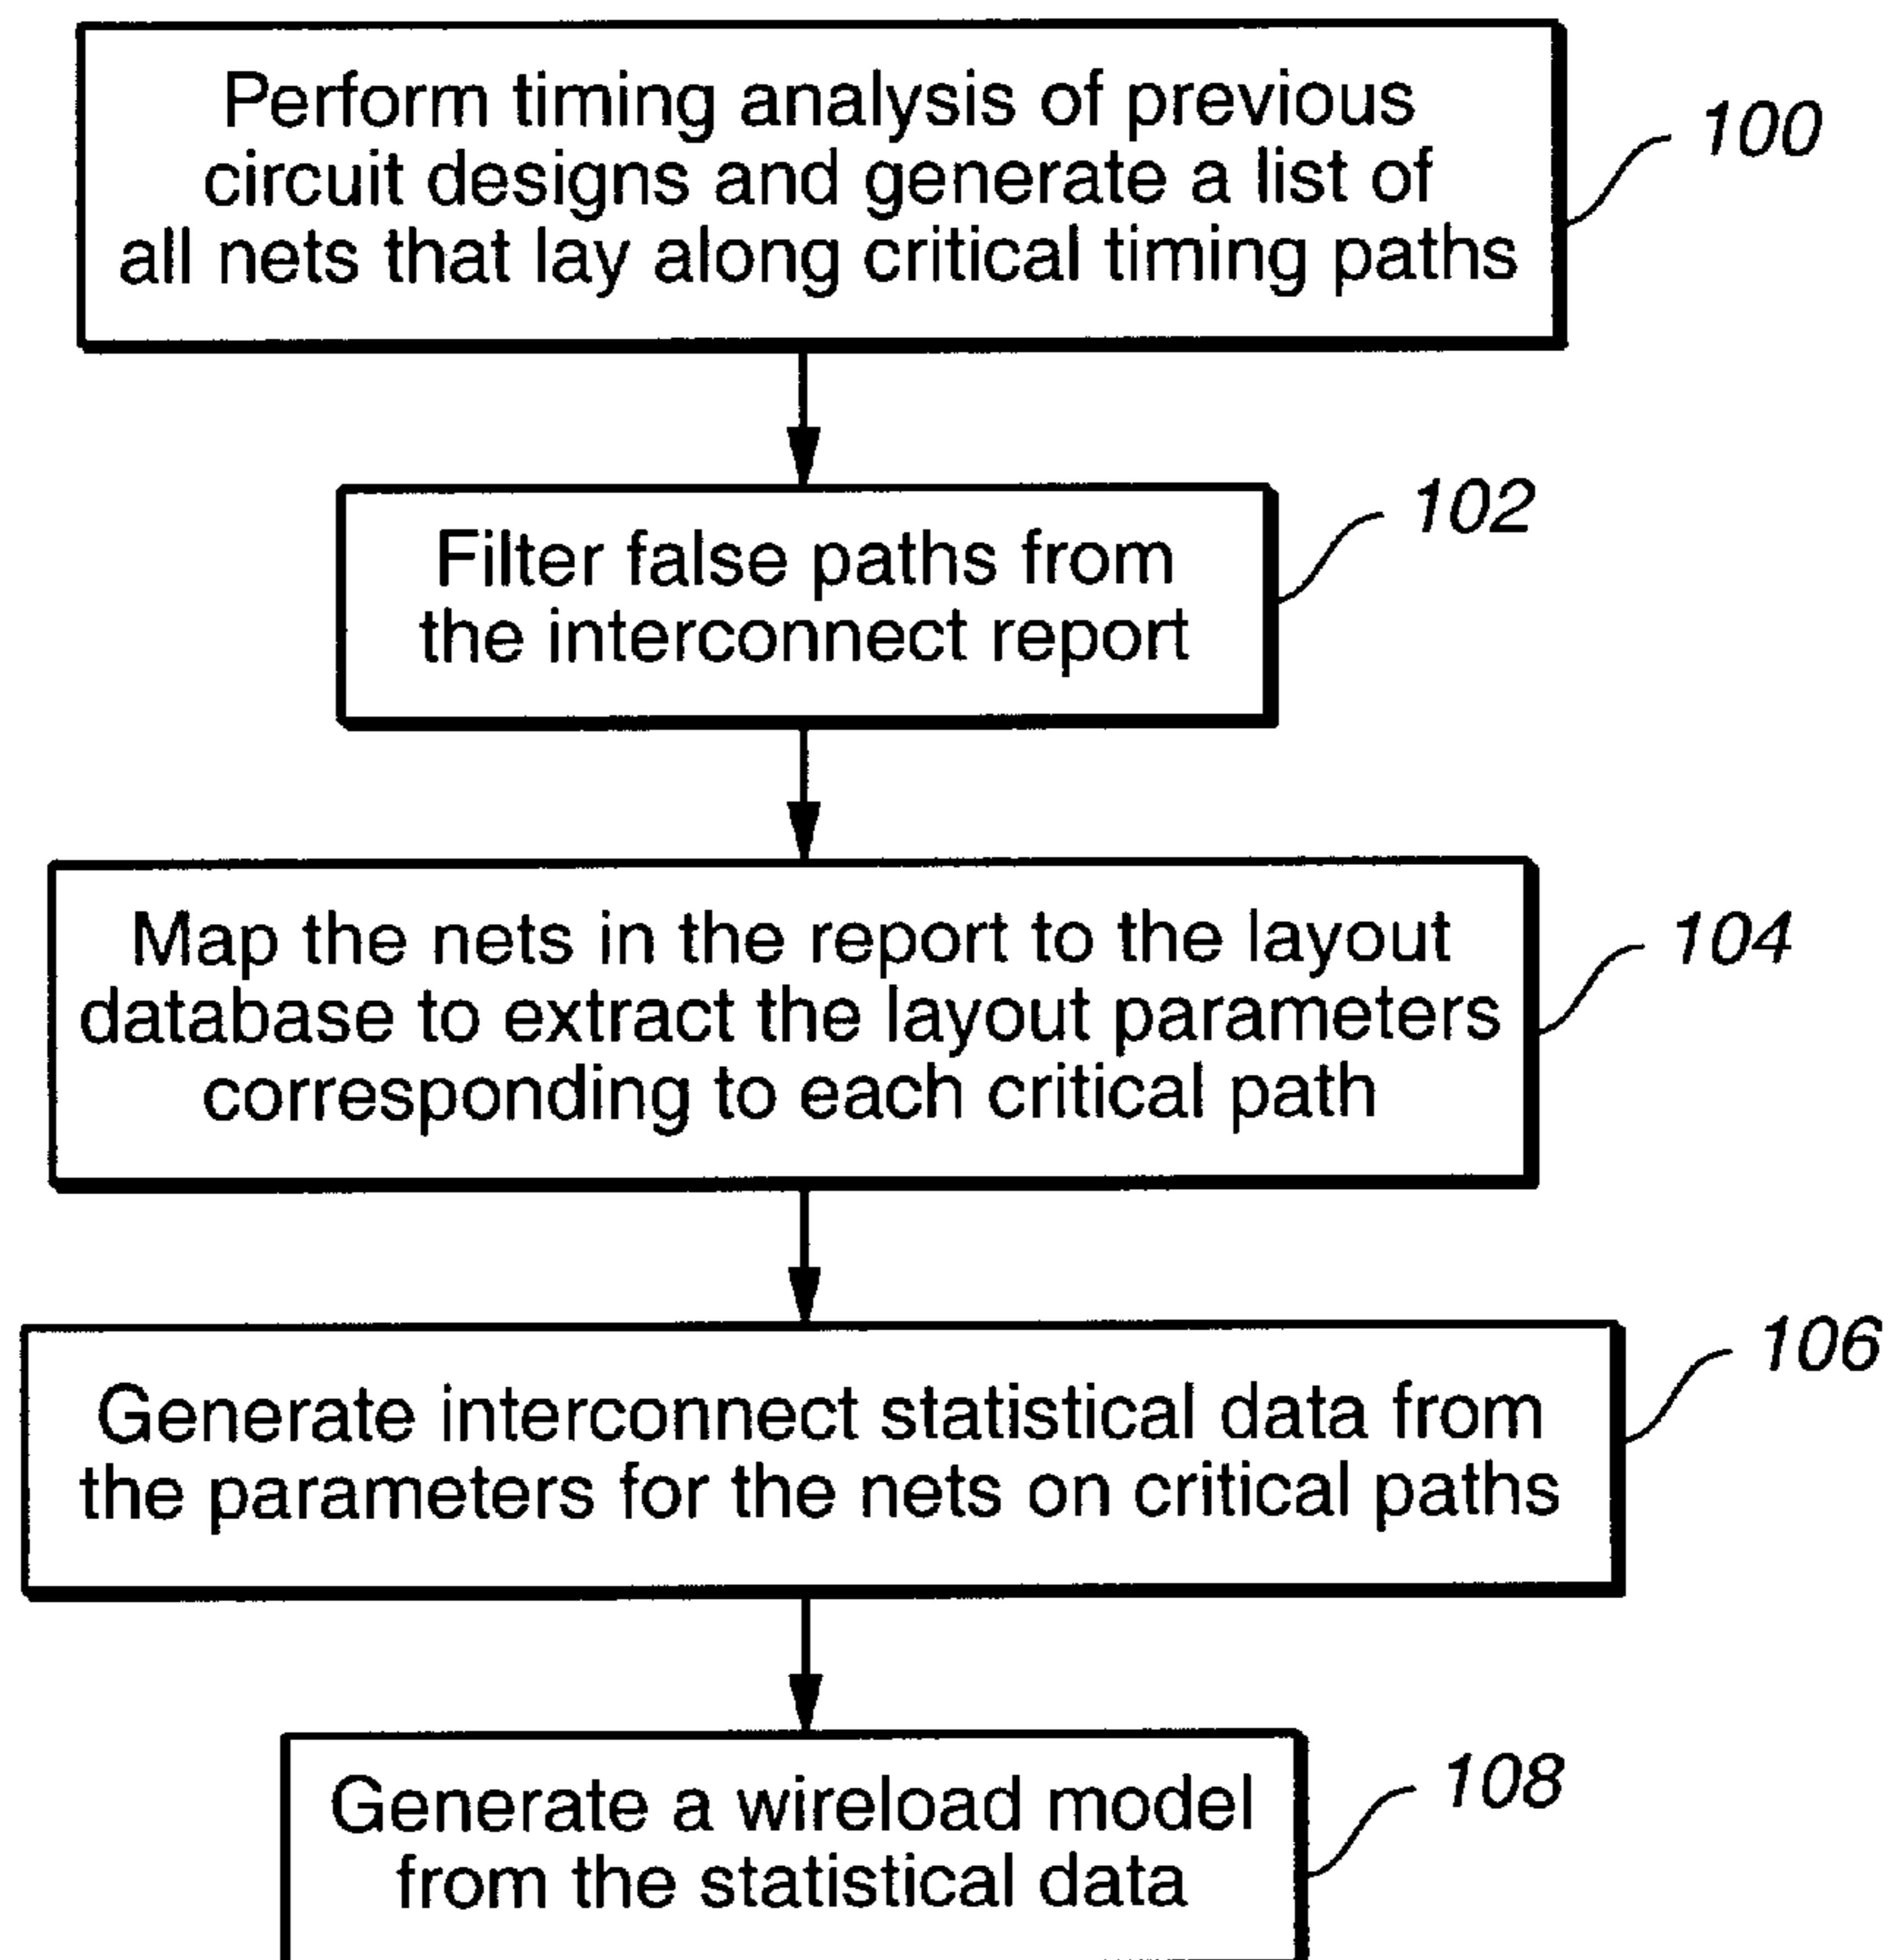 Perform timing analysis of previous
circuit designs and generate a list of
all nets that lay along critical timing paths
100
Filter false paths from
the interconnect report
102
Map the nets in the report to the layout
database to extract the layout parameters
corresponding to each critical path
104
Generate interconnect statistical data from
the parameters for the nets on critical paths
106
Generate a wireload model
from the statistical data
108